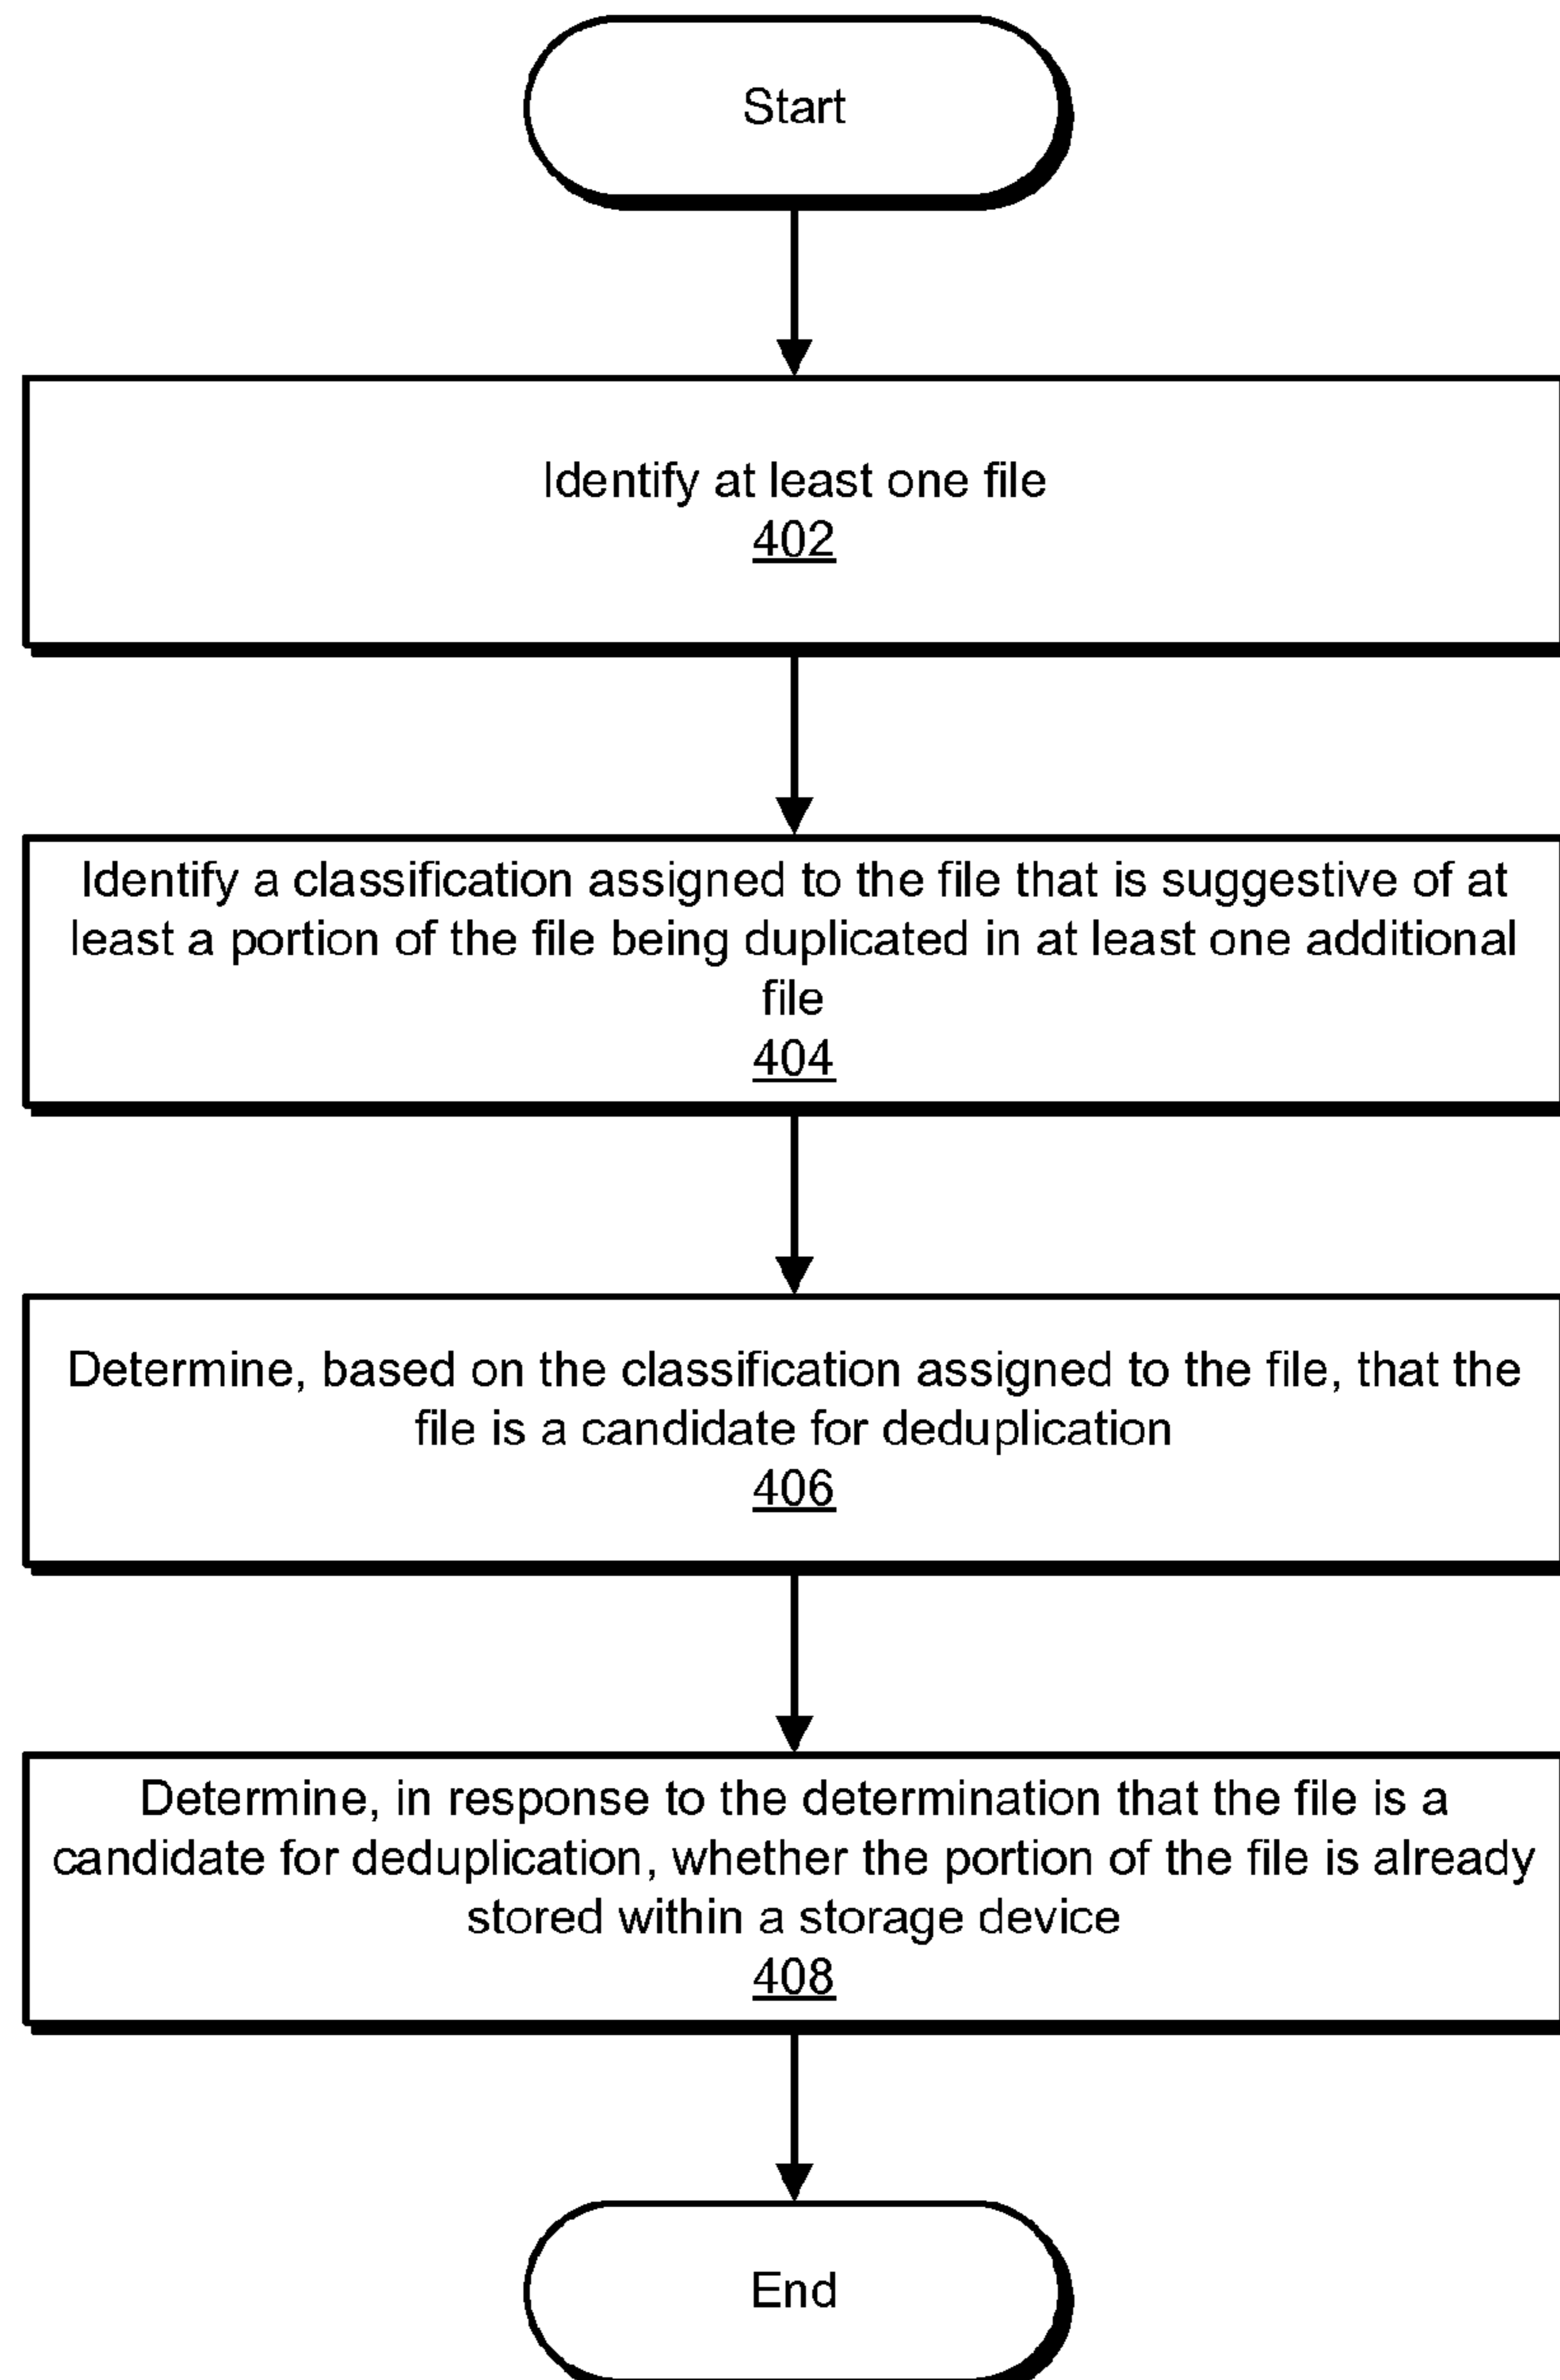 Start
Identify at least one file
402
Identify a classification assigned to the file that is suggestive of at
least a portion of the file being duplicated in at least one additional
file
404
Determine, based on the classification assigned to the file, that the
file is a candidate for deduplication
406
Determine, in response to the determination that the file is a
candidate for deduplication, whether the portion of the file is already
stored within a storage device
408
End